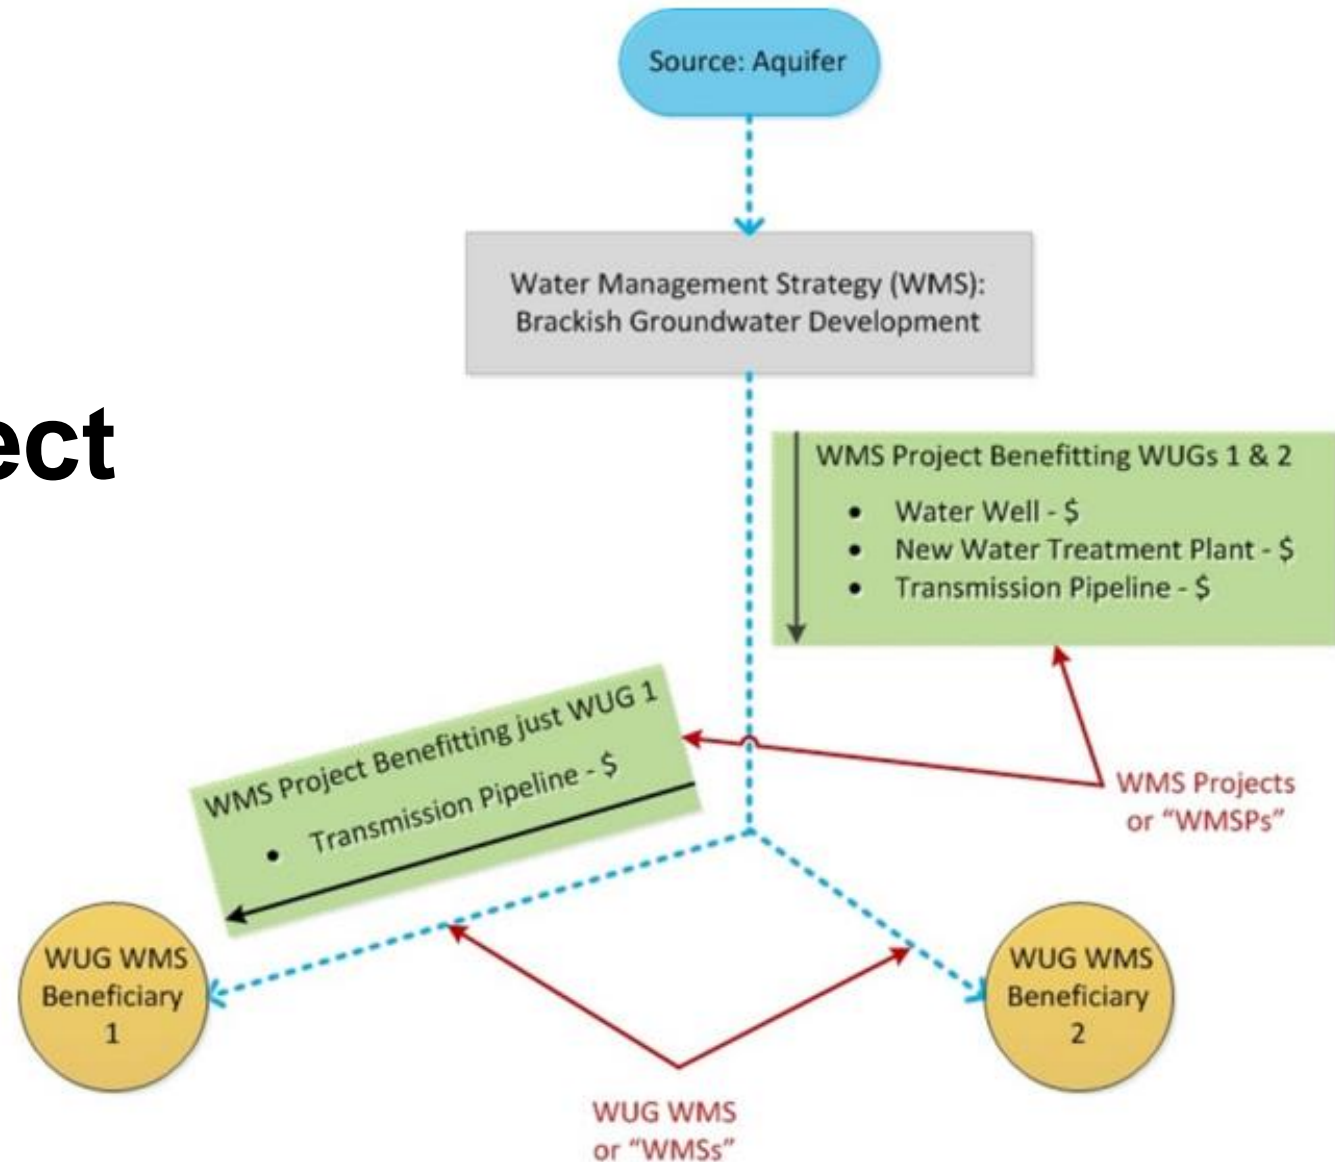 Source: Aquifer
Water Management Strategy (WMS):
Brackish Groundwater Development
ect
WMS Project Benefitting WUGs 1 & 2
• Water Well - $
• New Water Treatment Plant - $
• Transmission Pipeline - $
WMS Project Benefitting just WUG 1
• Transmission Pipeline - $
WMS Projects
or “WMSPs”
WUG WMS
Beneficiary
1
WUG WMS
Beneficiary
2
WUG WMS
or “WMSs”